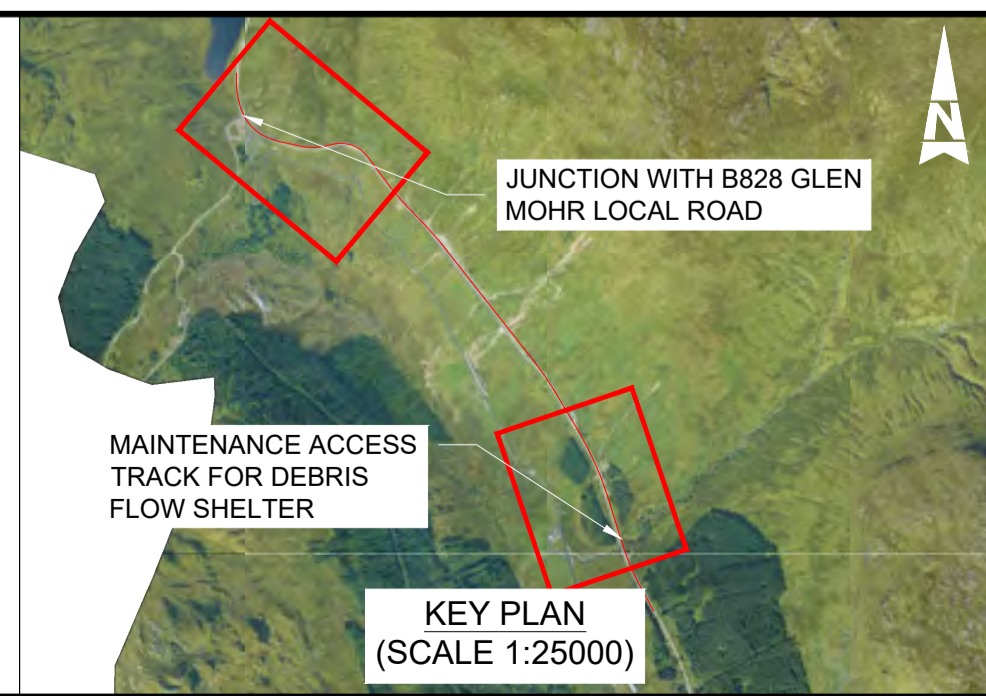 N
JUNCTION WITH B828 GLEN
MOHR LOCAL ROAD
MAINTENANCE ACCESS
TRACK FOR DEBRIS
FLOW SHELTER
KEY PLAN
(SCALE 1:25000)